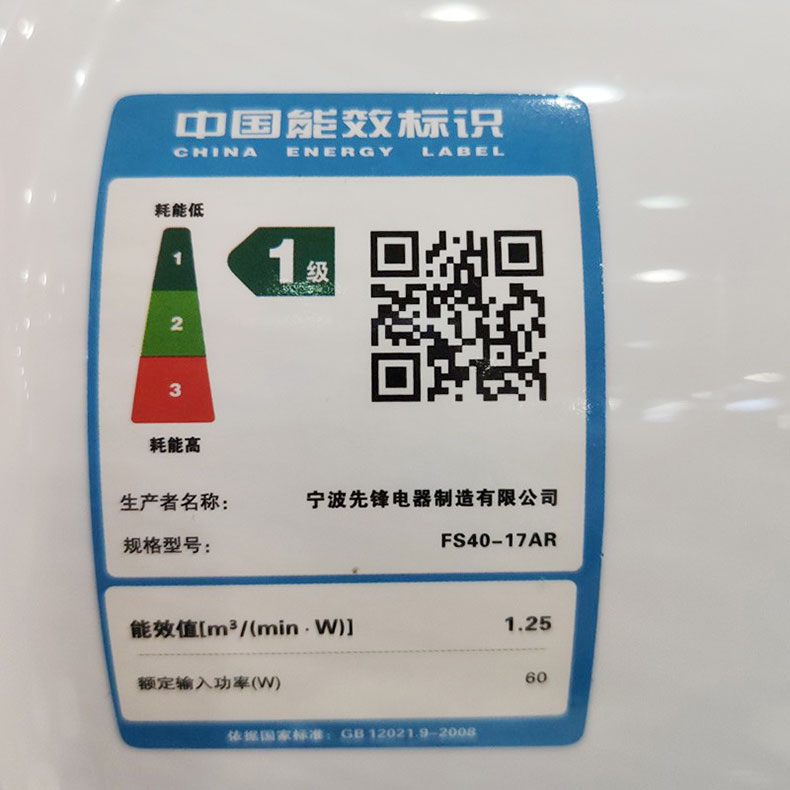 中国能效标识
CHINA ENERGY LABEL
耗能低
1
2
3
耗能高
1级
生产者名称： 宁波先锋电器制造有限公司
规格型号： FS40-17AR
能效值[m³/(min·W)] 1.25
额定输入功率(W) 60
依据国家标准：GB 12021.9-2008